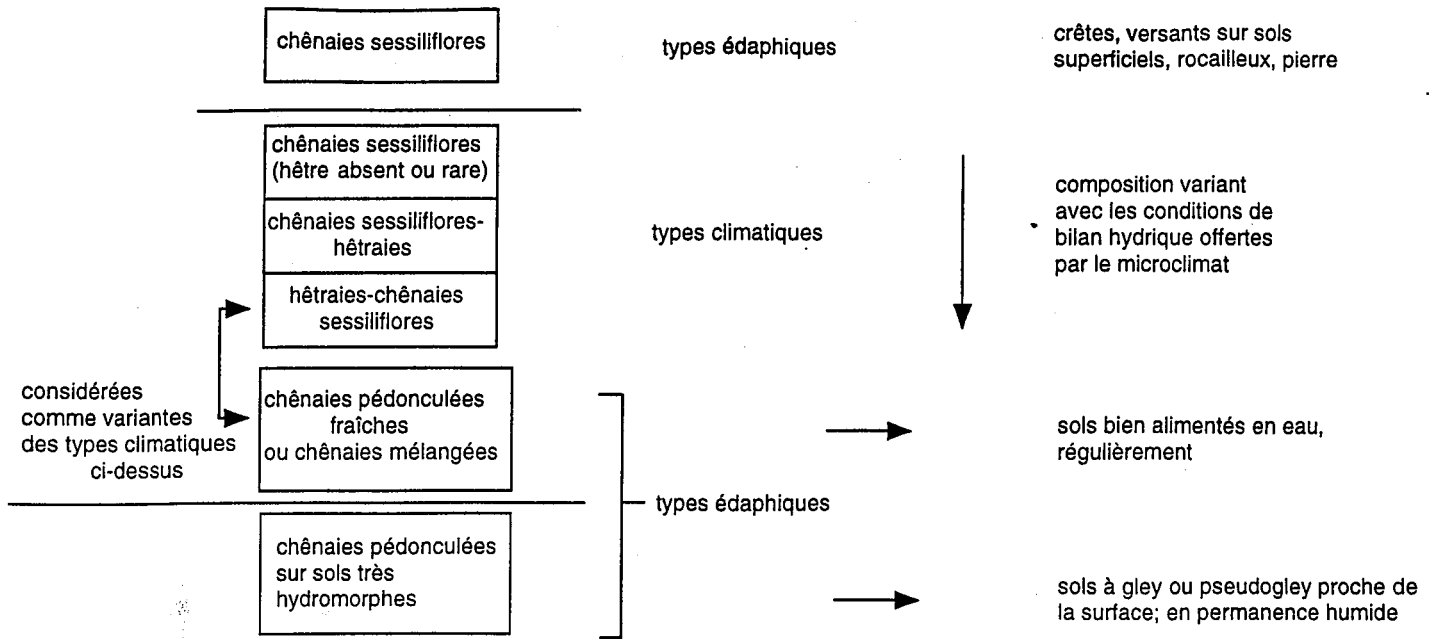 chênaies sessiliflores
types édaphiques
crêtes, versants sur sols
superficiels, rocailleux, pierre
chênaies sessiliflores
(hêtre absent ou rare)
chênaies sessiliflores-
hêtraies
hêtraies-chênaies
sessiliflores
types climatiques
composition variant
avec les conditions de
bilan hydrique offertes
par le microclimat
considérées
comme variantes
des types climatiques
ci-dessus
chênaies pédonculées
fraîches
ou chênaies mélangées
sols bien alimentés en eau,
régulièrement
types édaphiques
chênaies pédonculées
sur sols très
hydromorphes
sols à gley ou pseudogley proche de
la surface; en permanence humide